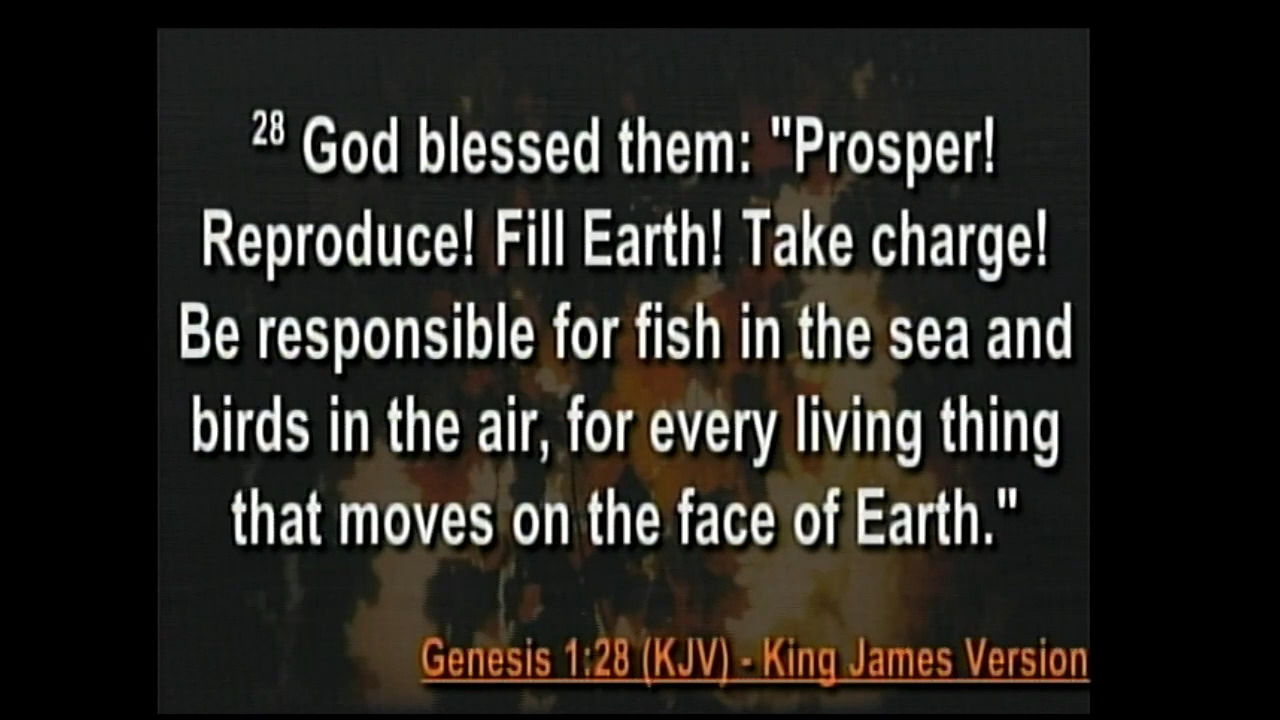 28 God blessed them: "Prosper!
Reproduce! Fill Earth! Take charge!
Be responsible for fish in the sea and
birds in the air, for every living thing
that moves on the face of Earth."
Genesis 1:28 (KJV) - King James Version